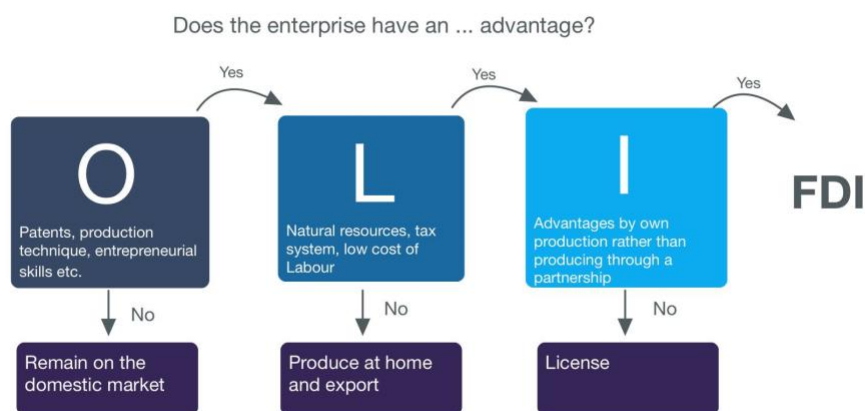 Does the enterprise have an ... advantage?
Yes
Yes
Yes
O
Patents, production
technique, entrepreneurial
skills etc.
L
Natural resources, tax
system, low cost of
Labour
I
Advantages by own
production rather than
producing through a
partnership
FDI
No
No
No
Remain on the
domestic market
Produce at home
and export
License